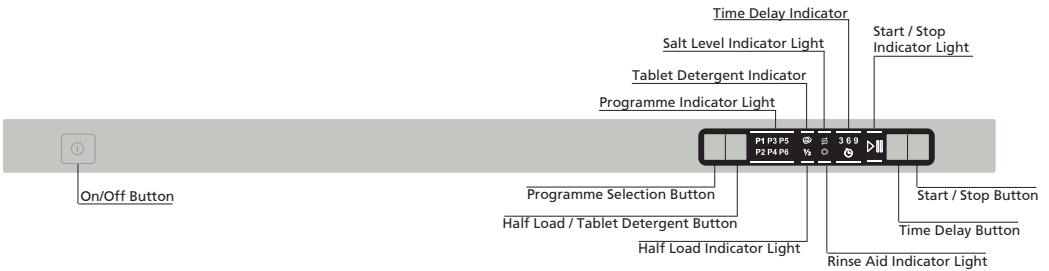 Time Delay Indicator
Start / Stop
Indicator Light
Salt Level Indicator Light
Tablet Detergent Indicator
Programme Indicator Light
P1 P3 P5
3 6 9
P2 P4 P6
½
On/Off Button
Programme Selection Button
Start / Stop Button
Half Load / Tablet Detergent Button
Time Delay Button
Half Load Indicator Light
Rinse Aid Indicator Light